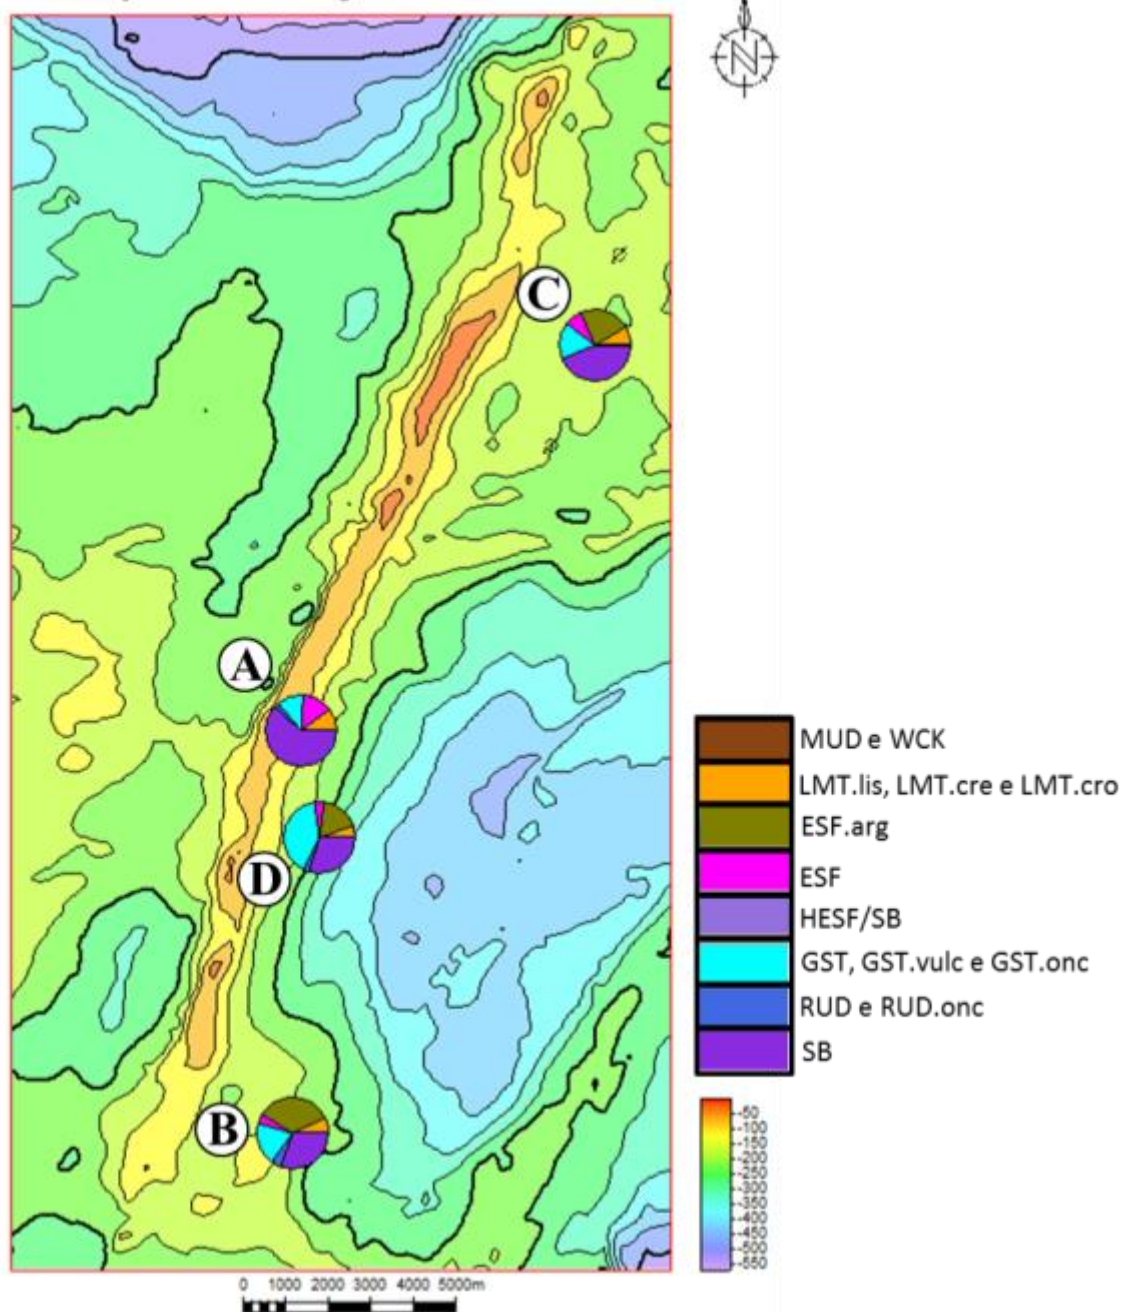 N
C
A
D
B
MUD e WCK
LMT.lis, LMT.cre e LMT.cro
ESF.arg
ESF
HESF/SB
GST, GST.vulc e GST.onc
RUD e RUD.onc
SB
-50
-100
-150
-200
-250
-300
-350
-400
-450
-500
-550
0 1000 2000 3000 4000 5000m